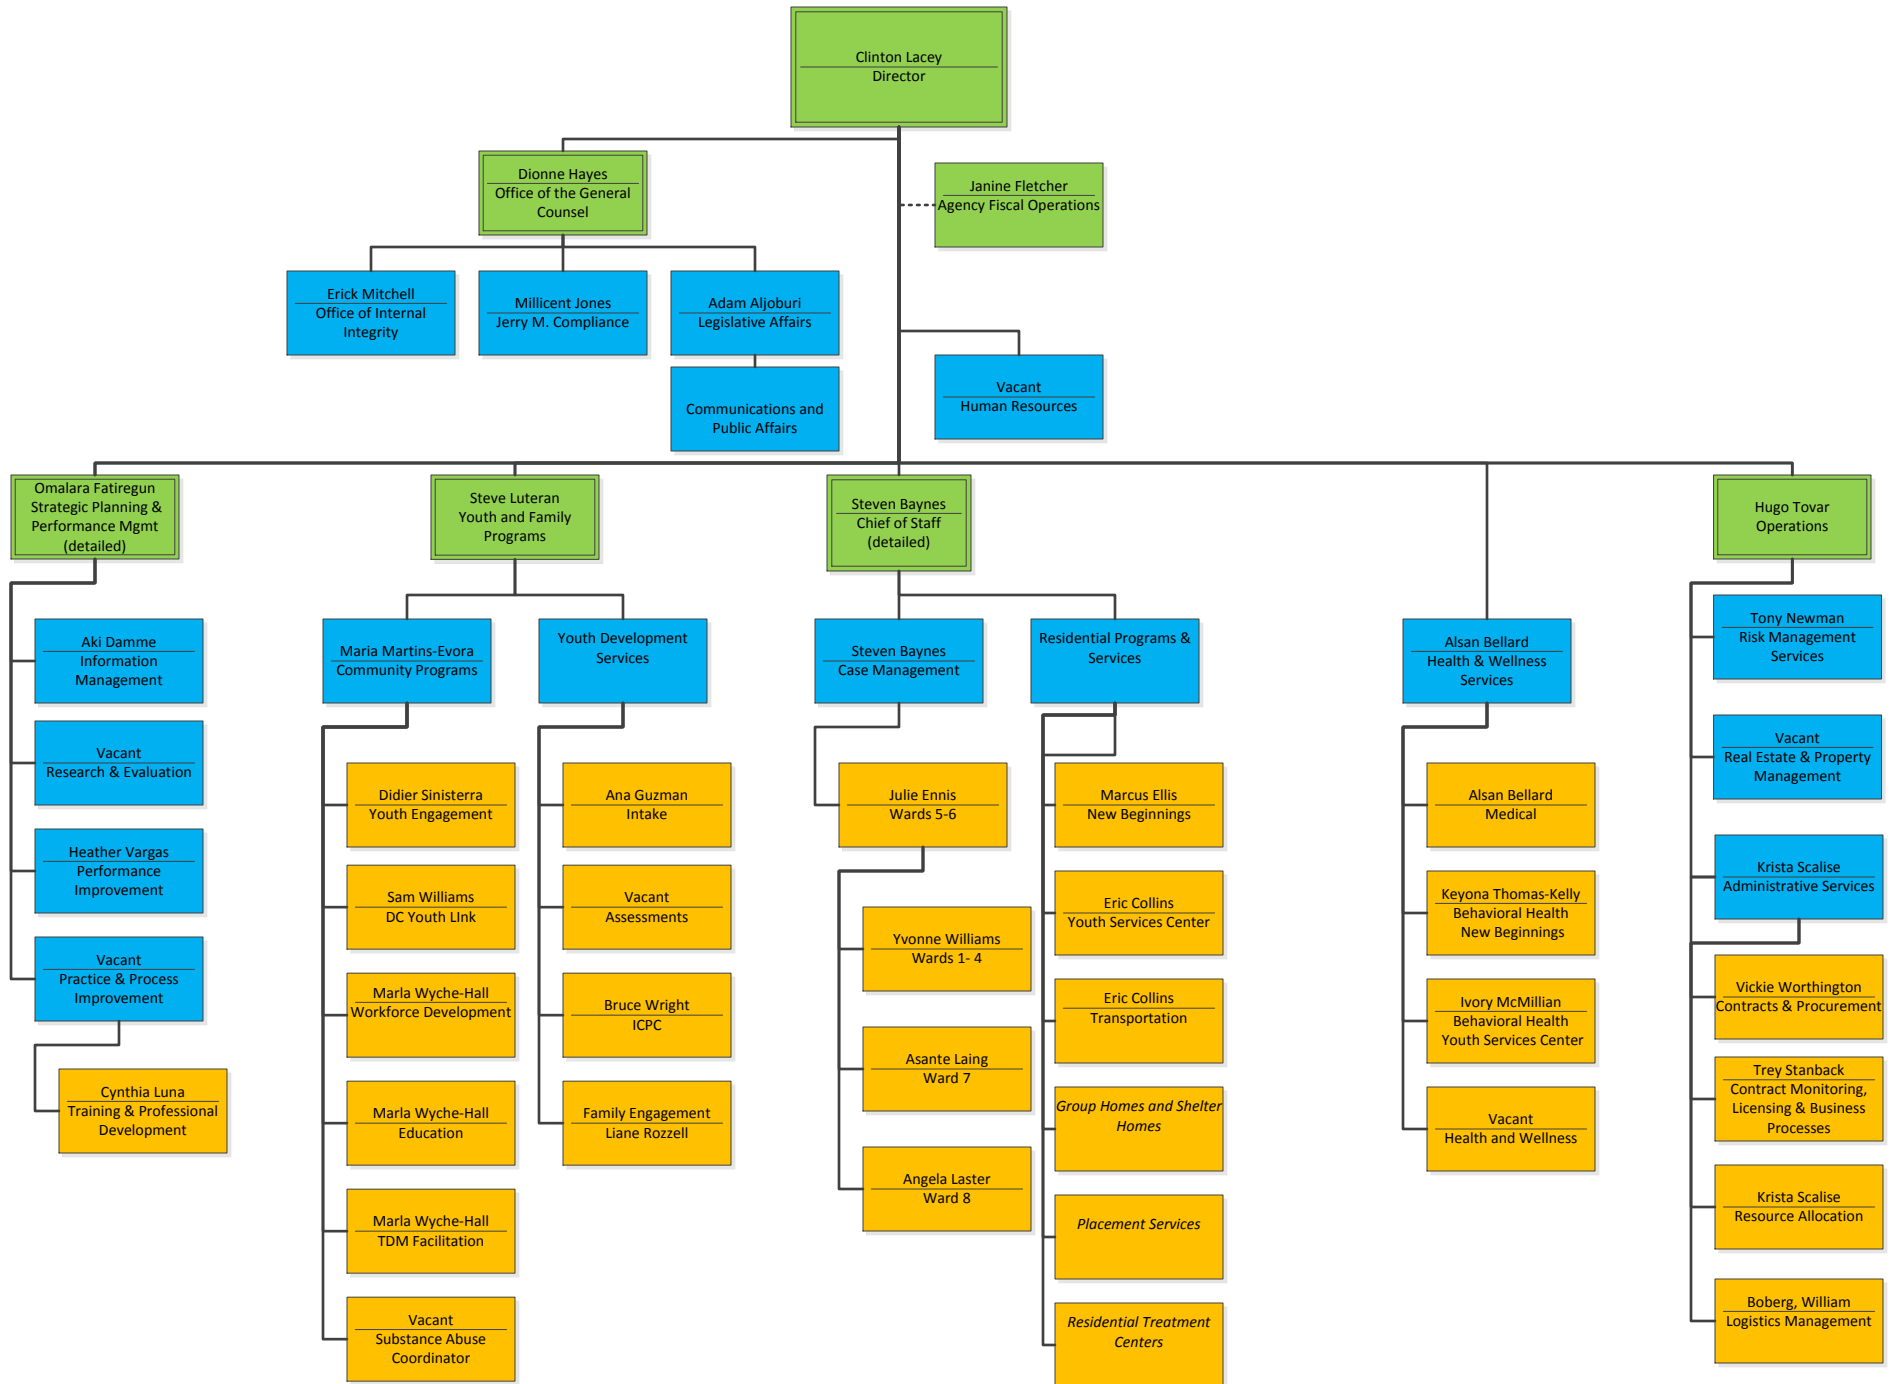 Clinton Lacey
Director
Dionne Hayes
Office of the General
Counsel
Janine Fletcher
Agency Fiscal Operations
Erick Mitchell
Office of Internal
Integrity
Millicent Jones
Jerry M. Compliance
Adam Aljoburi
Legislative Affairs
Communications and
Public Affairs
Vacant
Human Resources
Omalara Fatiregun
Strategic Planning &
Performance Mgmt
(detailed)
Steve Luteran
Youth and Family
Programs
Steven Baynes
Chief of Staff
(detailed)
Hugo Tovar
Operations
Aki Damme
Information
Management
Vacant
Research & Evaluation
Heather Vargas
Performance
Improvement
Vacant
Practice & Process
Improvement
Cynthia Luna
Training & Professional
Development
Maria Martins-Evora
Community Programs
Didier Sinisterra
Youth Engagement
Sam Williams
DC Youth LInk
Marla Wyche-Hall
Workforce Development
Marla Wyche-Hall
Education
Marla Wyche-Hall
TDM Facilitation
Vacant
Substance Abuse
Coordinator
Youth Development
Services
Ana Guzman
Intake
Vacant
Assessments
Bruce Wright
ICPC
Family Engagement
Liane Rozzell
Steven Baynes
Case Management
Julie Ennis
Wards 5-6
Yvonne Williams
Wards 1- 4
Asante Laing
Ward 7
Angela Laster
Ward 8
Residential Programs &
Services
Marcus Ellis
New Beginnings
Eric Collins
Youth Services Center
Eric Collins
Transportation
Group Homes and Shelter
Homes
Placement Services
Residential Treatment
Centers
Alsan Bellard
Health & Wellness
Services
Alsan Bellard
Medical
Keyona Thomas-Kelly
Behavioral Health
New Beginnings
Ivory McMillian
Behavioral Health
Youth Services Center
Vacant
Health and Wellness
Tony Newman
Risk Management
Services
Vacant
Real Estate & Property
Management
Krista Scalise
Administrative Services
Vickie Worthington
Contracts & Procurement
Trey Stanback
Contract Monitoring,
Licensing & Business
Processes
Krista Scalise
Resource Allocation
Boberg, William
Logistics Management